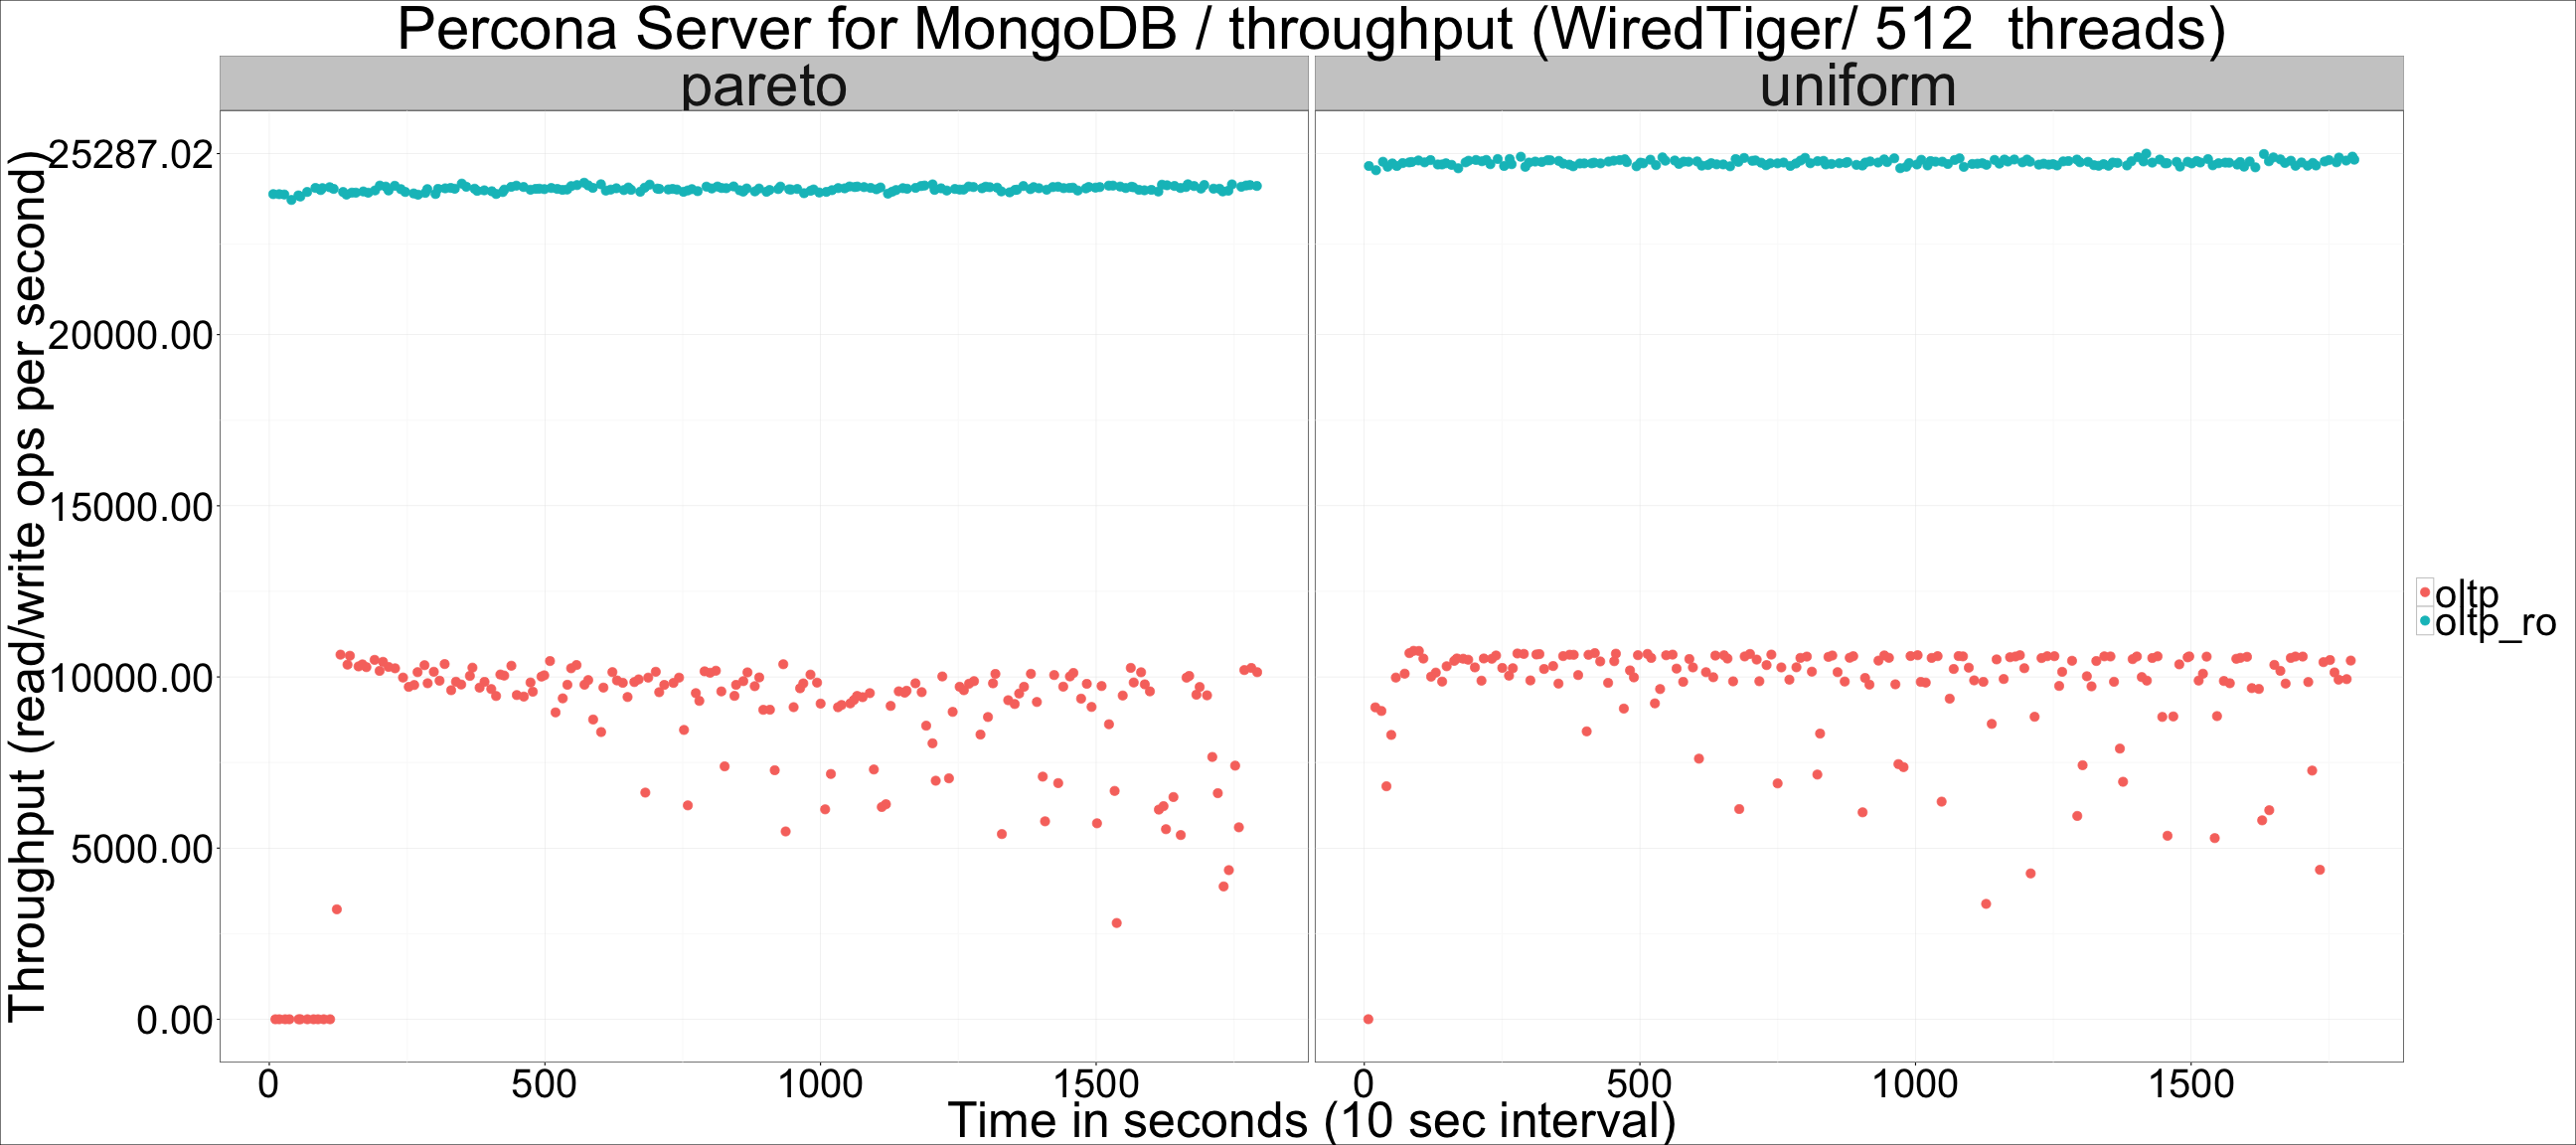 Percona Server for MongoDB / throughput (WiredTiger/ 512  threads)
pareto
uniform
Throughput (read/write ops per second)
25287.02
20000.00
15000.00
10000.00
5000.00
0.00
0 500 1000 1500
0 500 1000 1500
Time in seconds (10 sec interval)
oltp
oltp_ro